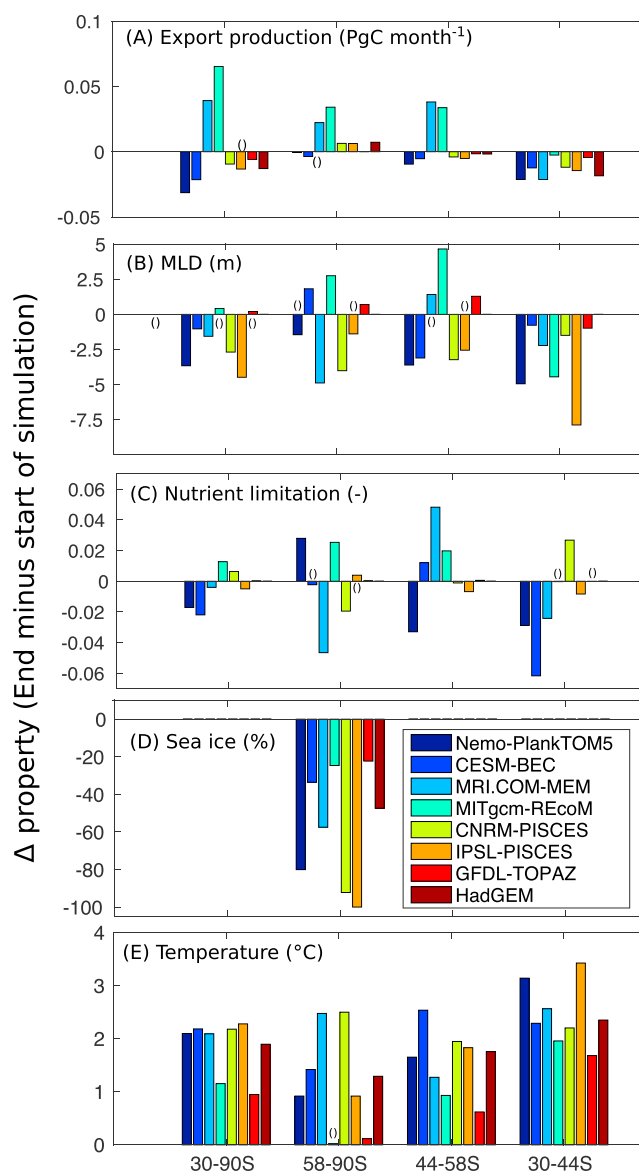 Δ property (End minus start of simulation)
(A) Export production (PgC month⁻¹)
0.1
0.05
0
-0.05
()
()
(B) MLD (m)
5
2.5
0
-2.5
-5
-7.5
()
()
()
()
()
()
()
(C) Nutrient limitation (-)
0.06
0.04
0.02
0
-0.02
-0.04
-0.06
()
()
()
()
(D) Sea ice (%)
0
-20
-40
-60
-80
-100
Nemo-PlankTOM5
CESM-BEC
MRI.COM-MEM
MITgcm-REcoM
CNRM-PISCES
IPSL-PISCES
GFDL-TOPAZ
HadGEM
(E) Temperature (°C)
4
3
2
1
0
()
30-90S 58-90S 44-58S 30-44S